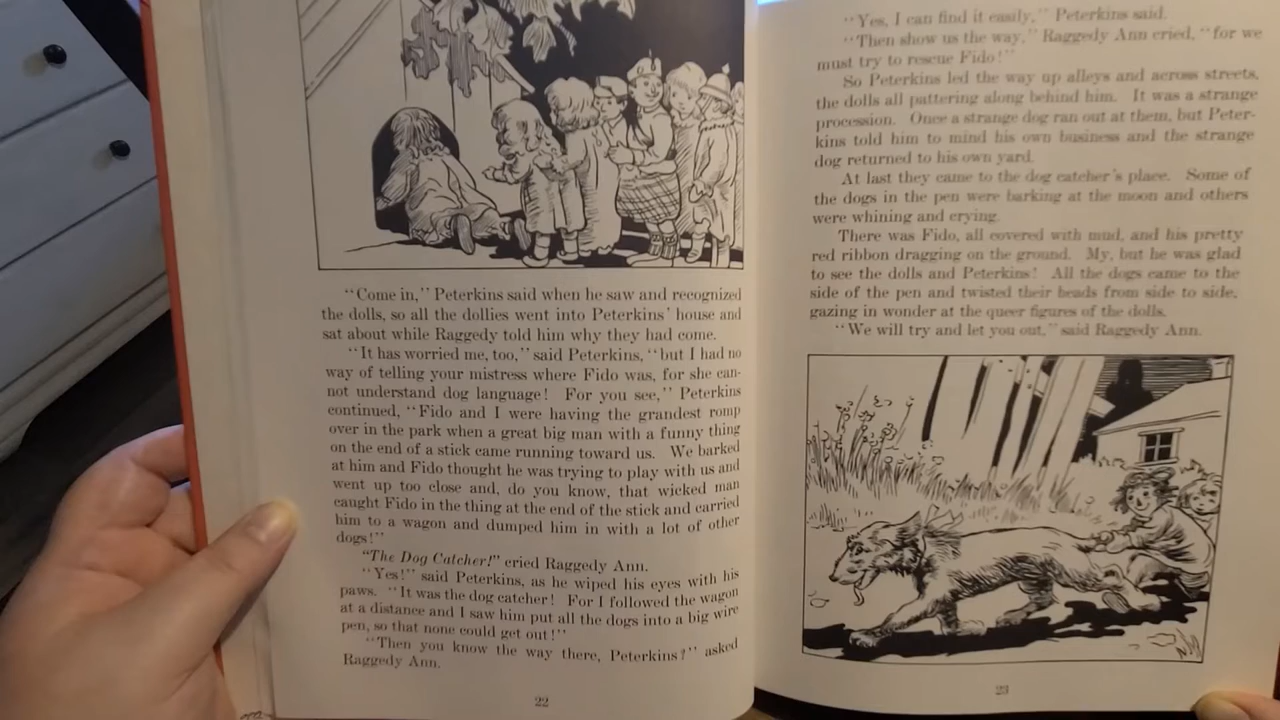 "Come in," Peterkins said when he saw and recognized
the dolls, so all the dollies went into Peterkins' house and
sat about while Raggedy told him why they had come.
"It has worried me, too," said Peterkins, "but I had no
way of telling your mistress where Fido was, for she can-
not understand dog language! For you see," Peterkins
continued, "Fido and I were having the grandest romp
over in the park when a great big man with a funny thing
on the end of a stick came running toward us. We barked
at him and Fido thought he was trying to play with us and
went up too close and, do you know, that wicked man
caught Fido in the thing at the end of the stick and carried
him to a wagon and dumped him in with a lot of other
dogs!"
"The Dog Catcher!" cried Raggedy Ann.
"Yes!" said Peterkins, as he wiped his eyes with his
paws. "It was the dog catcher! For I followed the wagon
at a distance and I saw him put all the dogs into a big wire
pen, so that none could get out!"
"Then you know the way there, Peterkins?" asked
Raggedy Ann.
22
"Yes, I can find it easily," Peterkins said.
"Then show us the way," Raggedy Ann cried, "for we
must try to rescue Fido!"
So Peterkins led the way up alleys and across streets,
the dolls all pattering along behind him. It was a strange
procession. Once a strange dog ran out at them, but Peter-
kins told him to mind his own business and the strange
dog returned to his own yard.
At last they came to the dog catcher's place. Some of
the dogs in the pen were barking at the moon and others
were whining and crying.
There was Fido, all covered with mud, and his pretty
red ribbon dragging on the ground. My, but he was glad
to see the dolls and Peterkins! All the dogs came to the
side of the pen and twisted their heads from side to side,
gazing in wonder at the queer figures of the dolls.
"We will try and let you out," said Raggedy Ann.
23